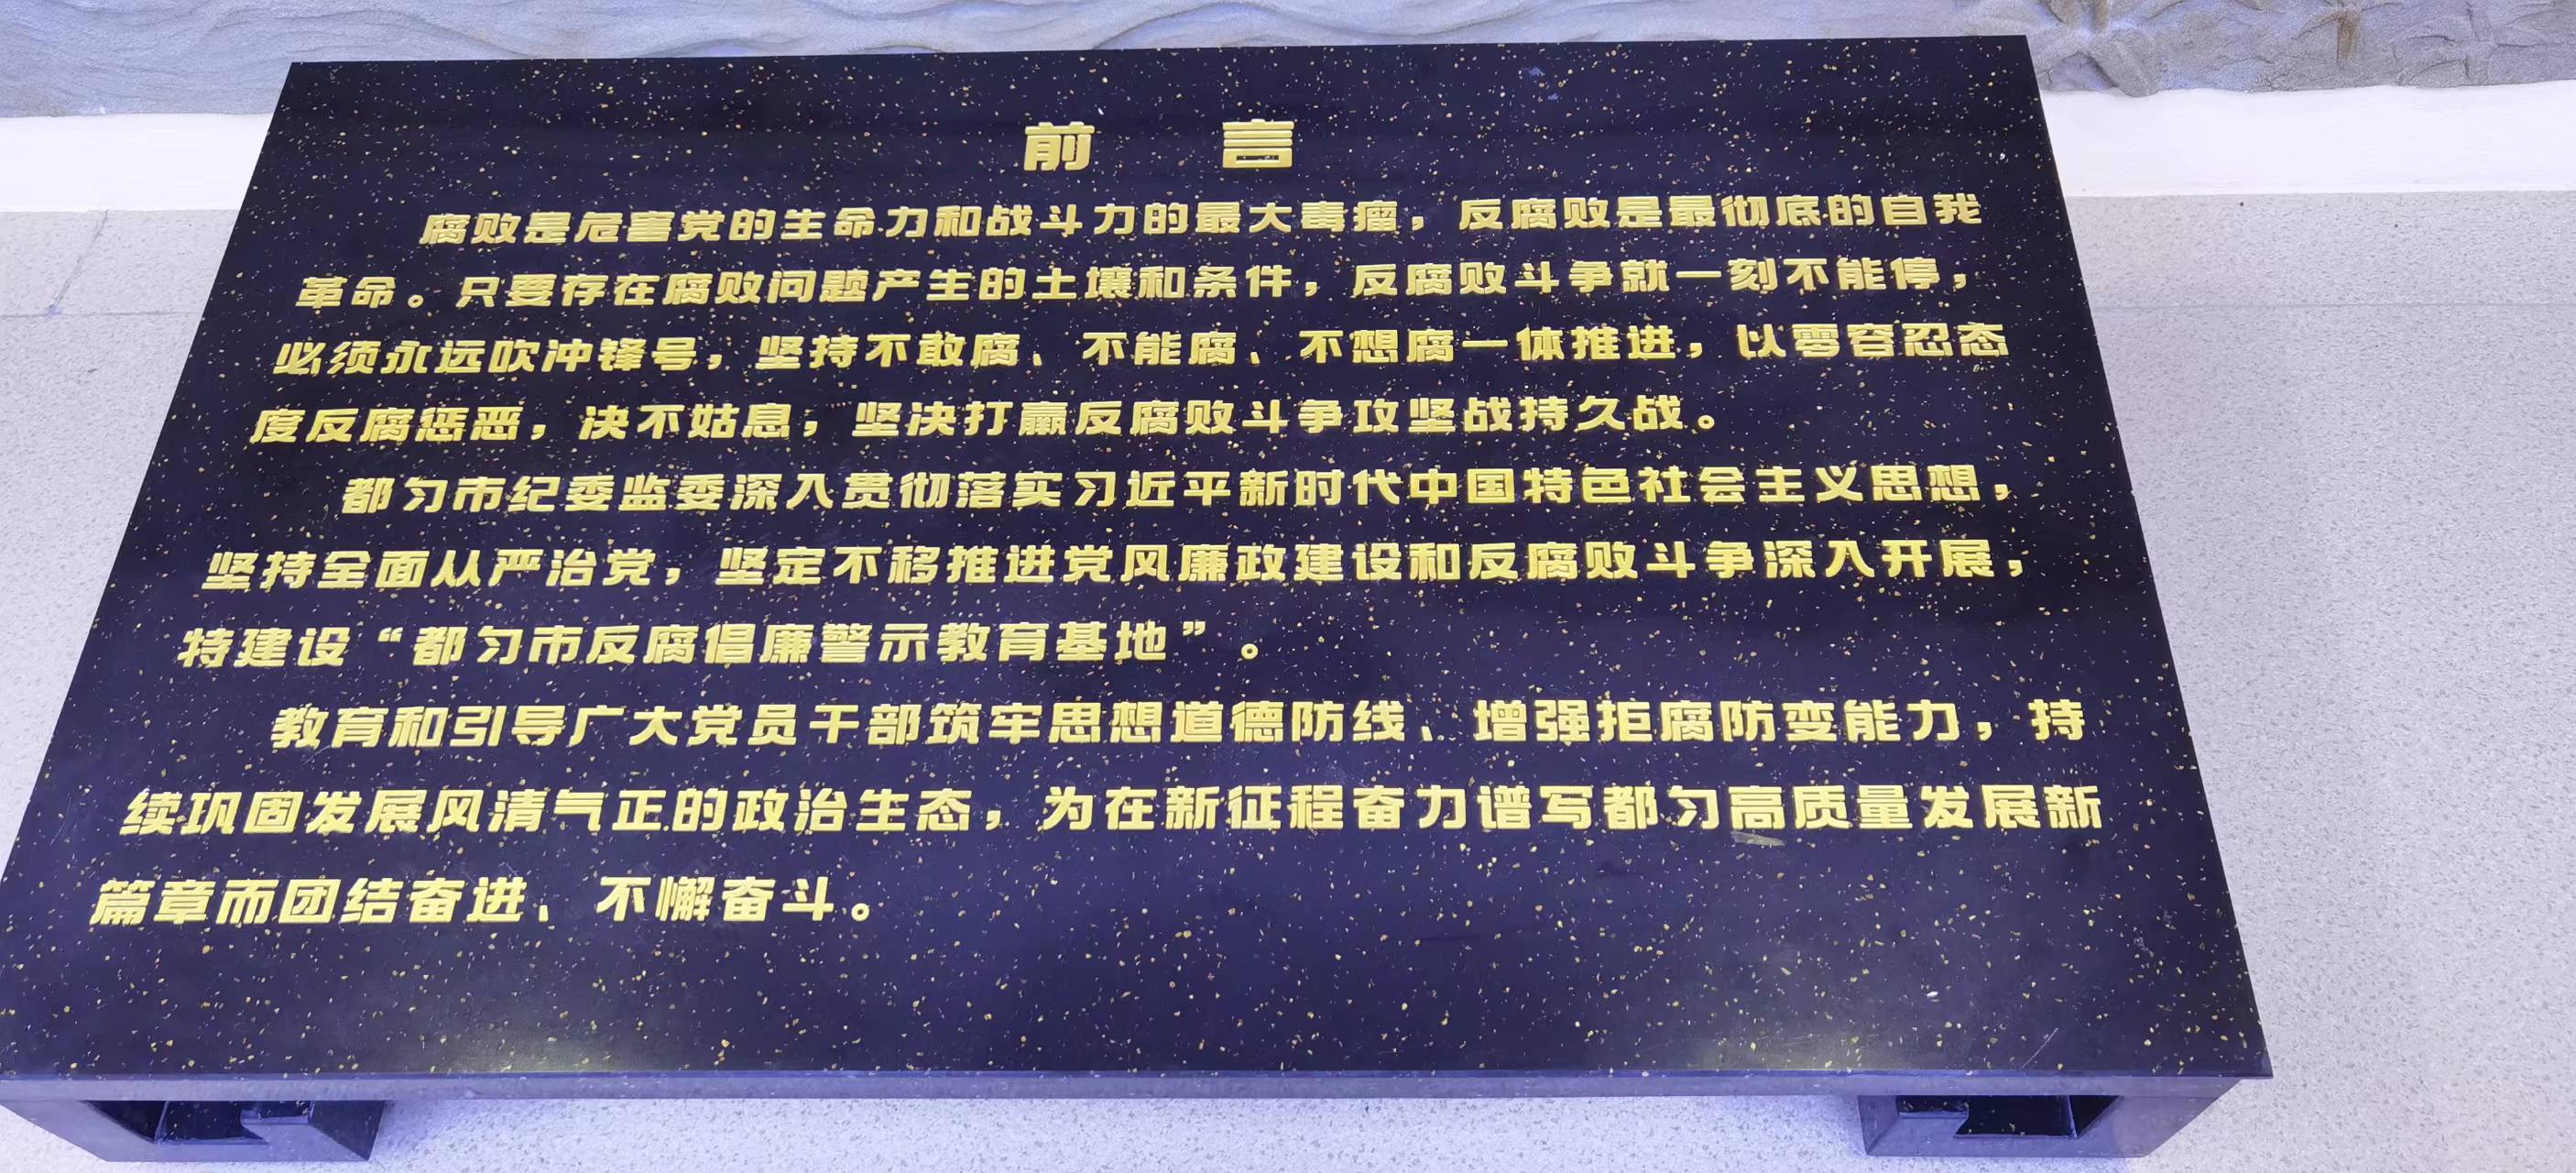 前 言
腐败是危害党的生命力和战斗力的最大毒瘤，反腐败是最彻底的自我
革命。只要存在腐败问题产生的土壤和条件，反腐败斗争就一刻不能停，
必须永远吹冲锋号，坚持不敢腐、不能腐、不想腐一体推进，以零容忍态
度反腐惩恶，决不姑息，坚决打赢反腐败斗争攻坚战持久战。
都匀市纪委监委深入贯彻落实习近平新时代中国特色社会主义思想，
坚持全面从严治党，坚定不移推进党风廉政建设和反腐败斗争深入开展，
特建设“都匀市反腐倡廉警示教育基地”。
教育和引导广大党员干部筑牢思想道德防线、增强拒腐防变能力，持
续巩固发展风清气正的政治生态，为在新征程奋力谱写都匀高质量发展新
篇章而团结奋进、不懈奋斗。